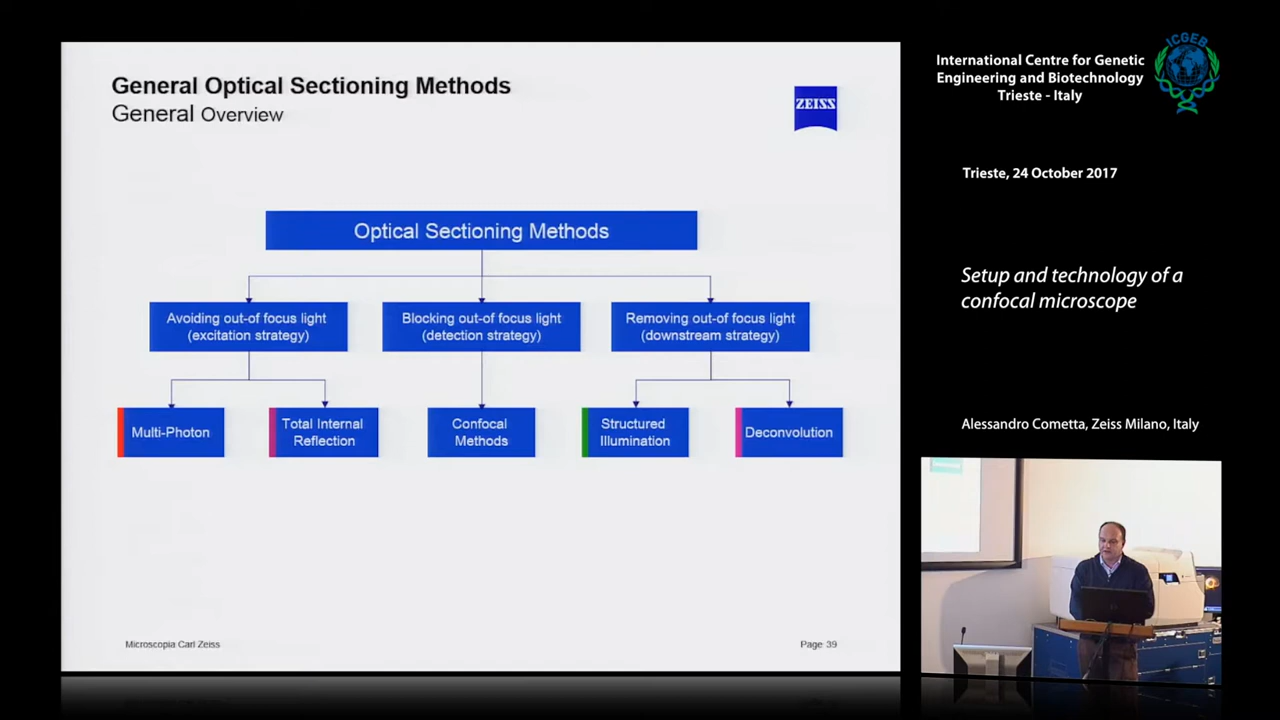 General Optical Sectioning Methods
General Overview
ZEISS
Optical Sectioning Methods
Avoiding out-of focus light
(excitation strategy)
Blocking out-of focus light
(detection strategy)
Removing out-of focus light
(downstream strategy)
Multi-Photon
Total Internal
Reflection
Confocal
Methods
Structured
Illumination
Deconvolution
Microscopia Carl Zeiss
Page 39
International Centre for Genetic
Engineering and Biotechnology
Trieste - Italy
ICGEB
Trieste, 24 October 2017
Setup and technology of a
confocal microscope
Alessandro Cometta, Zeiss Milano, Italy